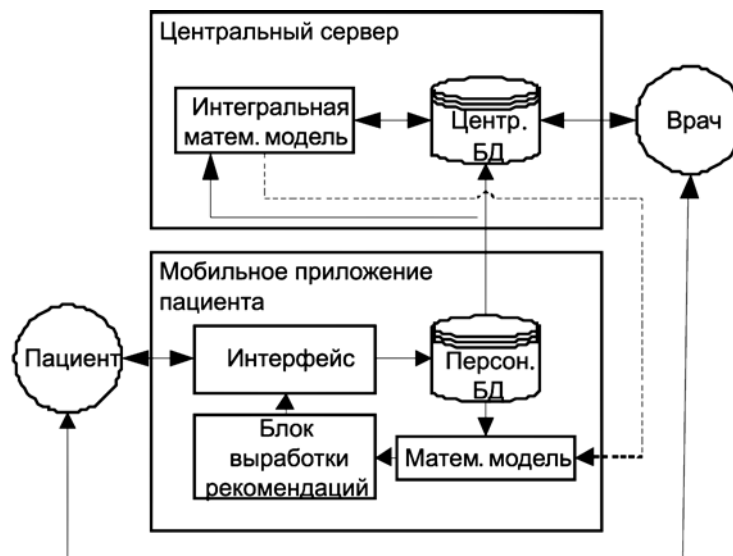 Центральный сервер
Интегральная
матем. модель
Центр.
БД
Врач
Мобильное приложение
пациента
Пациент
Интерфейс
Персон.
БД
Блок
выработки
рекомендаций
Матем. модель